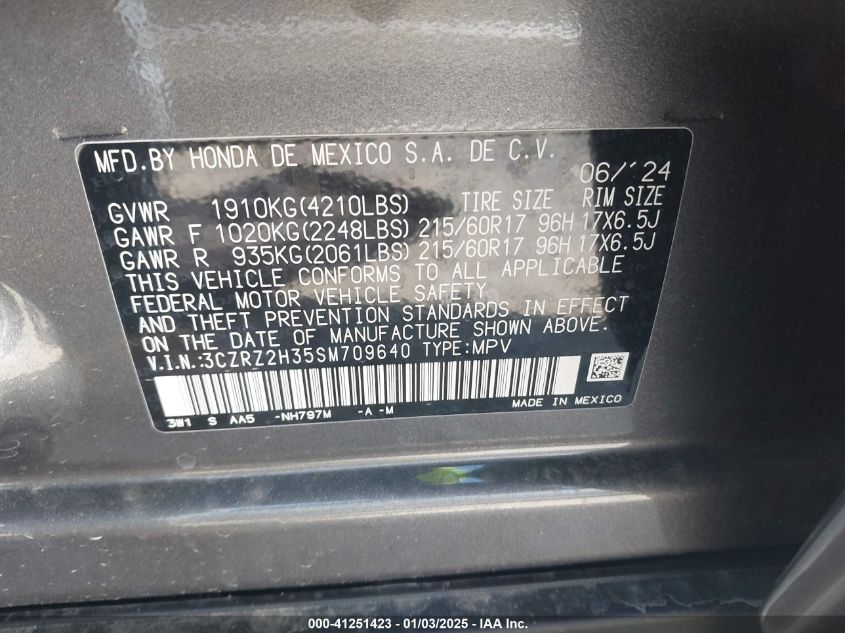 MFD.BY HONDA DE MEXICO S.A. DE C.V. 06/'24
GVWR 1910KG(4210LBS) TIRE SIZE RIM SIZE
GAWR F 1020KG(2248LBS) 215/60R17 96H 17X6.5J
GAWR R 935KG(2061LBS) 215/60R17 96H 17X6.5J
THIS VEHICLE CONFORMS TO ALL APPLICABLE
FEDERAL MOTOR VEHICLE SAFETY
AND THEFT PREVENTION STANDARDS IN EFFECT
ON THE DATE OF MANUFACTURE SHOWN ABOVE.
V.I.N.:3CZRZ2H35SM709640 TYPE:MPV
3W1 S AA5 -NH797M -A -M MADE IN MEXICO
000-41251423 - 01/03/2025 - IAA Inc.